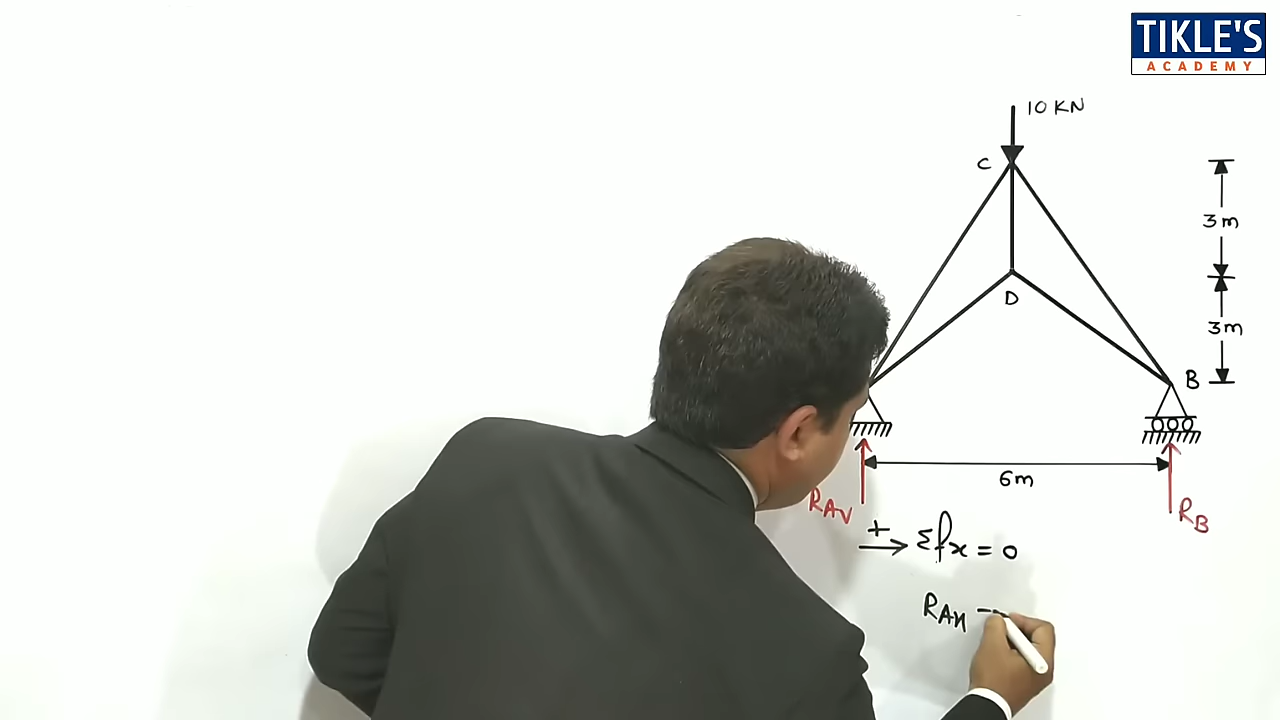 TIKLE'S
ACADEMY
10 KN
C
3m
D
3m
B
6m
RAV
RB
+
Σfx = 0
RAH =